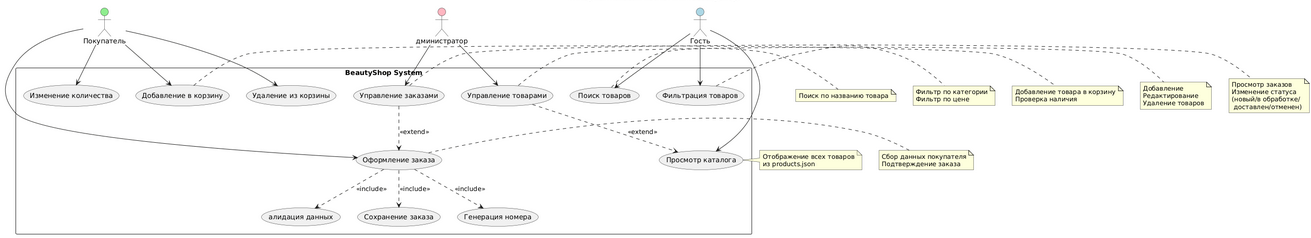 Покупатель
дминистратор
Гость
BeautyShop System
Изменение количества
Добавление в корзину
Удаление из корзины
Управление заказами
Управление товарами
Поиск товаров
Фильтрация товаров
Поиск по названию товара
Фильтр по категории
Фильтр по цене
Добавление товара в корзину
Проверка наличия
Добавление
Редактирование
Удаление товаров
Просмотр заказов
Изменение статуса
(новый/в обработке/
доставлен/отменен)
«extend»
«extend»
Оформление заказа
Просмотр каталога
Отображение всех товаров
из products.json
Сбор данных покупателя
Подтверждение заказа
«include»
«include»
«include»
алидация данных
Сохранение заказа
Генерация номера